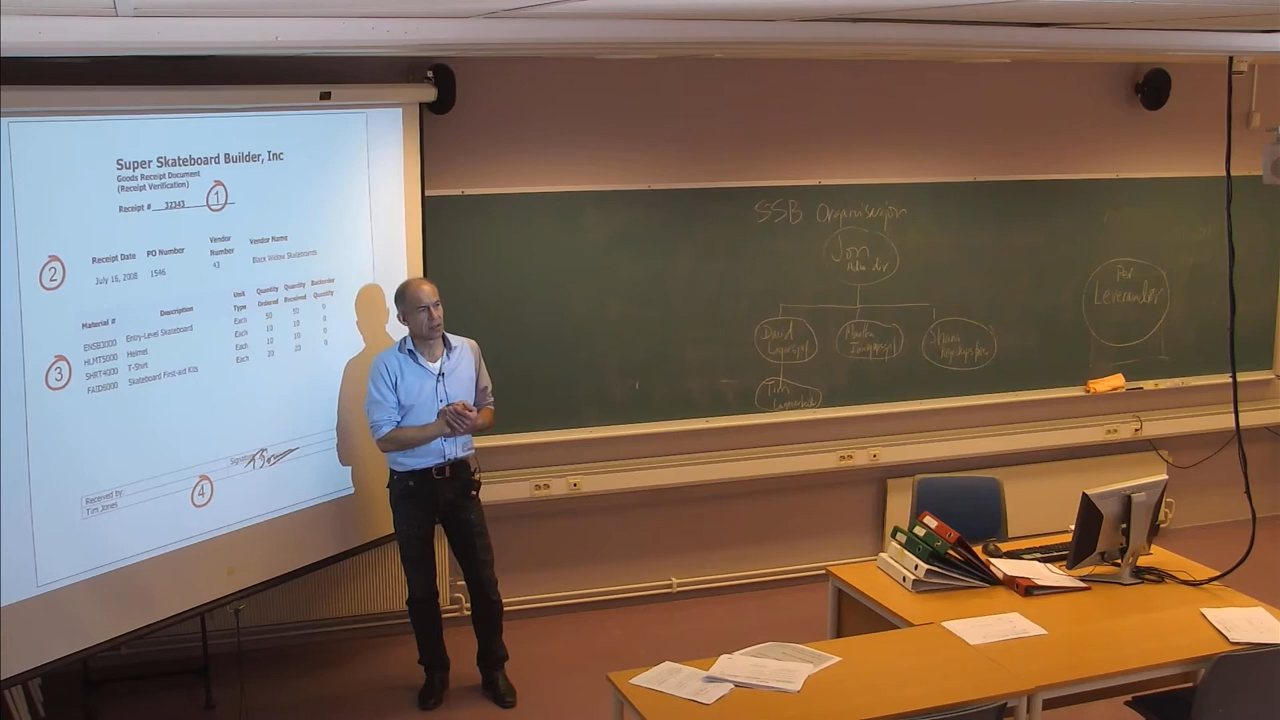 Super Skateboard Builder, Inc
Goods Receipt Document
(Receipt Verification)
Receipt # 32343
1
2
Receipt Date PO Number Vendor Number Vendor Name
July 16, 2008 1546 43 Black Widow Skateboards
Material # Description Unit Type Quantity Ordered Quantity Received Backorder Quantity
ENSB3000 Entry-Level Skateboard Each 50 50 0
HLMT5000 Helmet Each 10 10
SHRT4000 T-Shirt Each 10 10 0
FAID6000 Skateboard First-aid Kits Each 20 20
3
Signature
Received by
Tim Jones
4
SSB Organisasjon
Jon
Adm. dir
David
Martha
Tim
Per
Leverandør